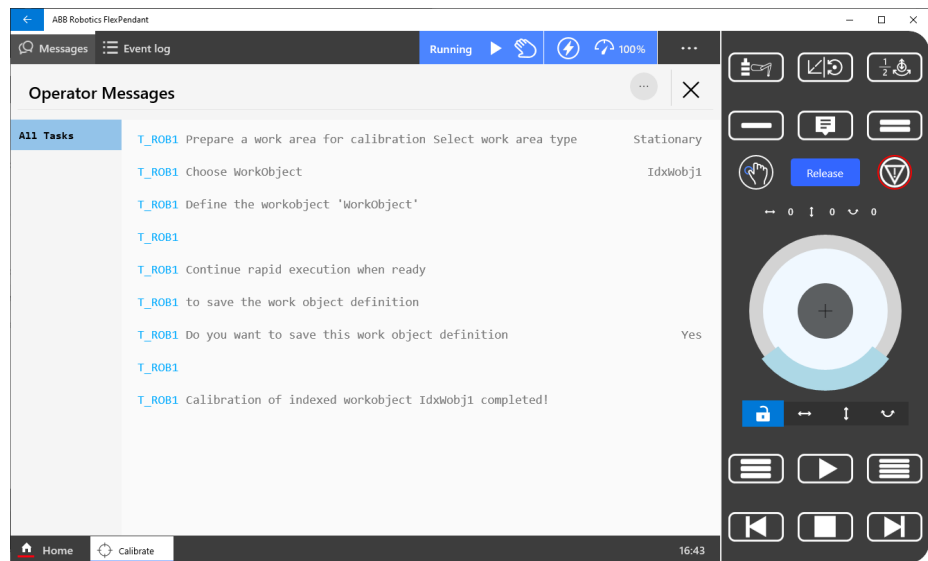 ABB Robotics FlexPendant
Messages Event log Running 100% ...
Operator Messages ...
All Tasks
T_ROB1 Prepare a work area for calibration Select work area type Stationary
T_ROB1 Choose WorkObject IdxWobj1
T_ROB1 Define the workobject 'WorkObject'
T_ROB1
T_ROB1 Continue rapid execution when ready
T_ROB1 to save the work object definition
T_ROB1 Do you want to save this work object definition Yes
T_ROB1
T_ROB1 Calibration of indexed workobject IdxWobj1 completed!
Home Calibrate 16:43
1/2
Release
0 0 0